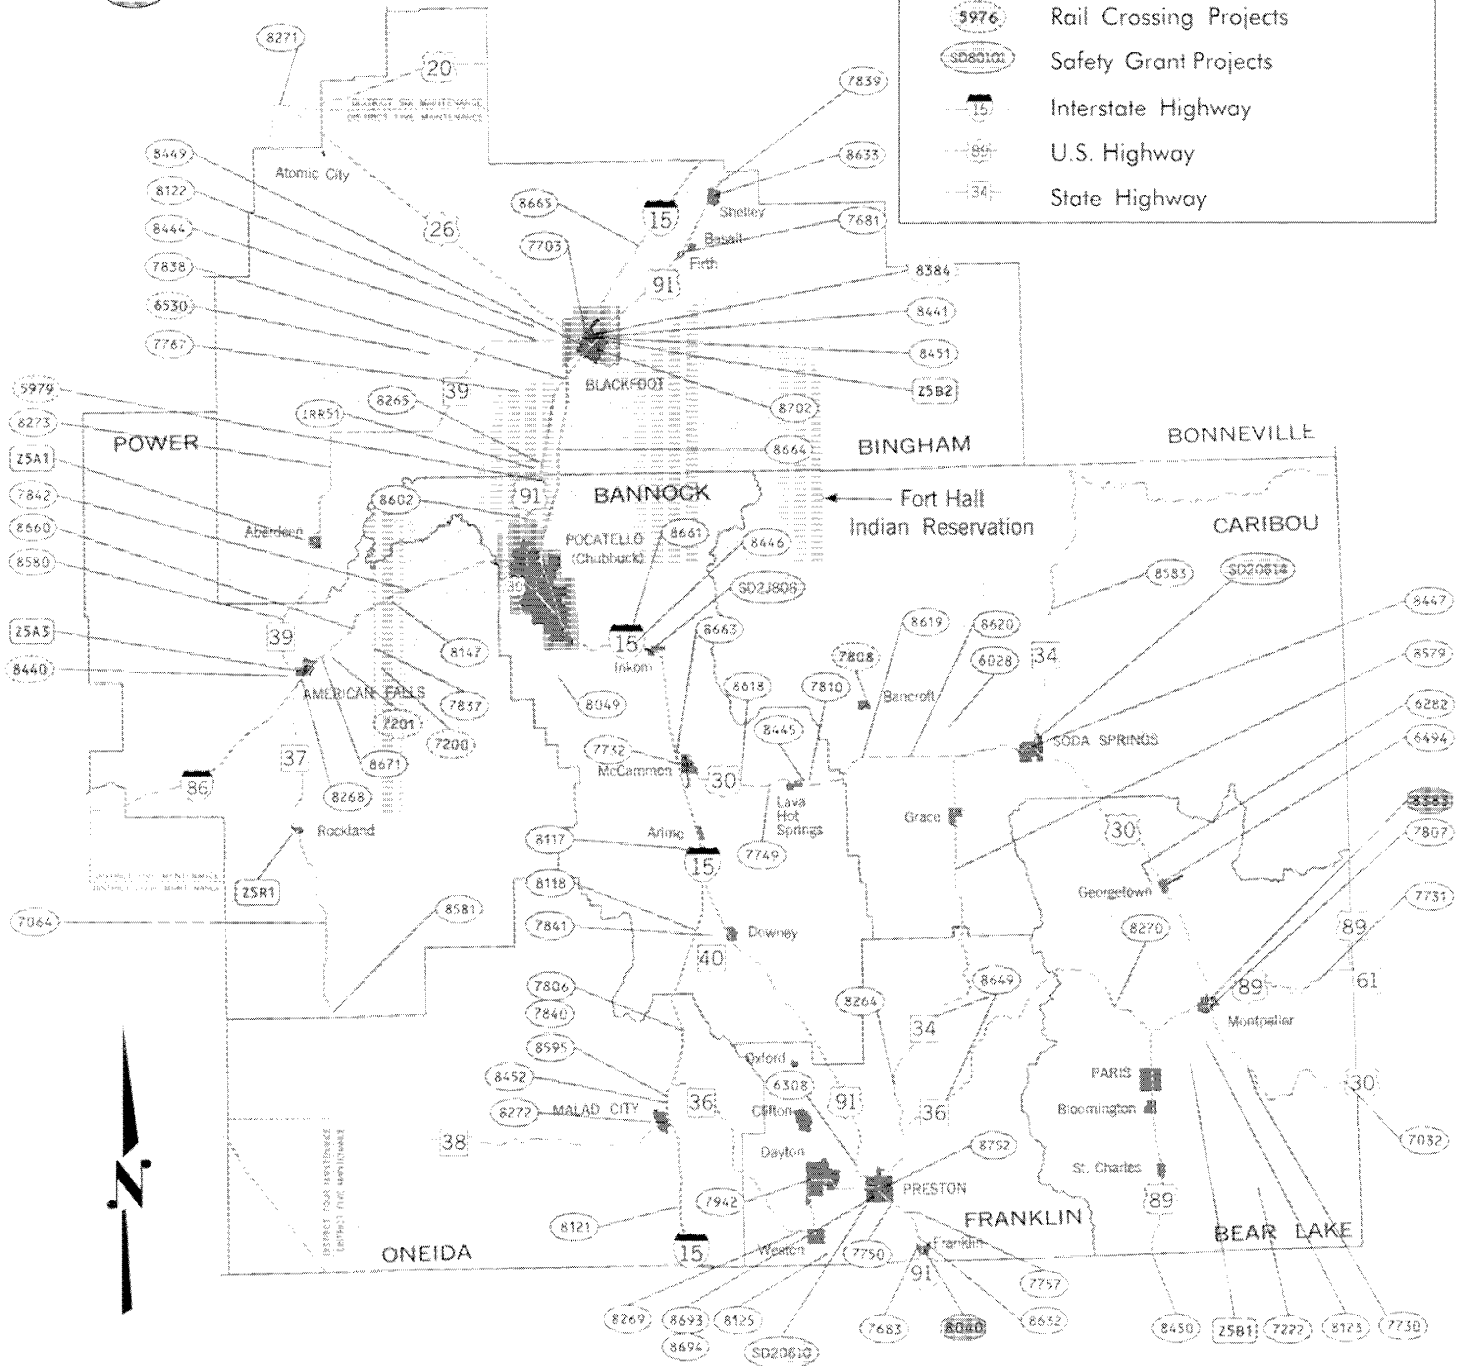 5976 Rail Crossing Projects
SD80101 Safety Grant Projects
15 Interstate Highway
89 U.S. Highway
34 State Highway
8271
20
7839
8449
8633
Atomic City
8122
8665
15
Shelley
8444
26
7703
Basalt
7681
Firth
7838
91
8384
6530
8441
7787
8451
BLACKFOOT
5979
39
Z5B2
8265
IRR51
8702
8273
POWER
8664
BINGHAM
BONNEVILLE
Z5A1
7842
8602
91
BANNOCK
Fort Hall
Indian Reservation
CARIBOU
8660
Aberdeen
POCATELLO
(Chubbuck)
8661
8446
8580
SD20614
8583
SD2J806
8447
Z5A3
39
15
8663
8619
8620
34
8579
8440
8147
Inkom
7808
6028
AMERICAN FALLS
7837
8049
8618
7810
Bancroft
6282
7201
7200
8445
SODA SPRINGS
6494
37
8671
7732
McCammon
30
86
8268
Lava
Hot
Springs
Grace
8383
Rockland
8117
Arimo
30
7807
7749
15
Z5R1
8118
Georgetown
7731
7064
8581
7841
Downey
8270
89
40
7806
8264
8649
89
61
7840
34
Montpelier
8595
Oxford
8452
6308
PARIS
30
8272
MALAD CITY
36
Clifton
91
36
Bloomington
38
7032
Dayton
8752
St. Charles
7942
PRESTON
89
8121
FRANKLIN
BEAR LAKE
ONEIDA
15
Weston
7750
Franklin
N
91
7757
8269
8693
8125
7683
8040
8632
8450
Z5B1
7222
8123
7730
8694
SD20610